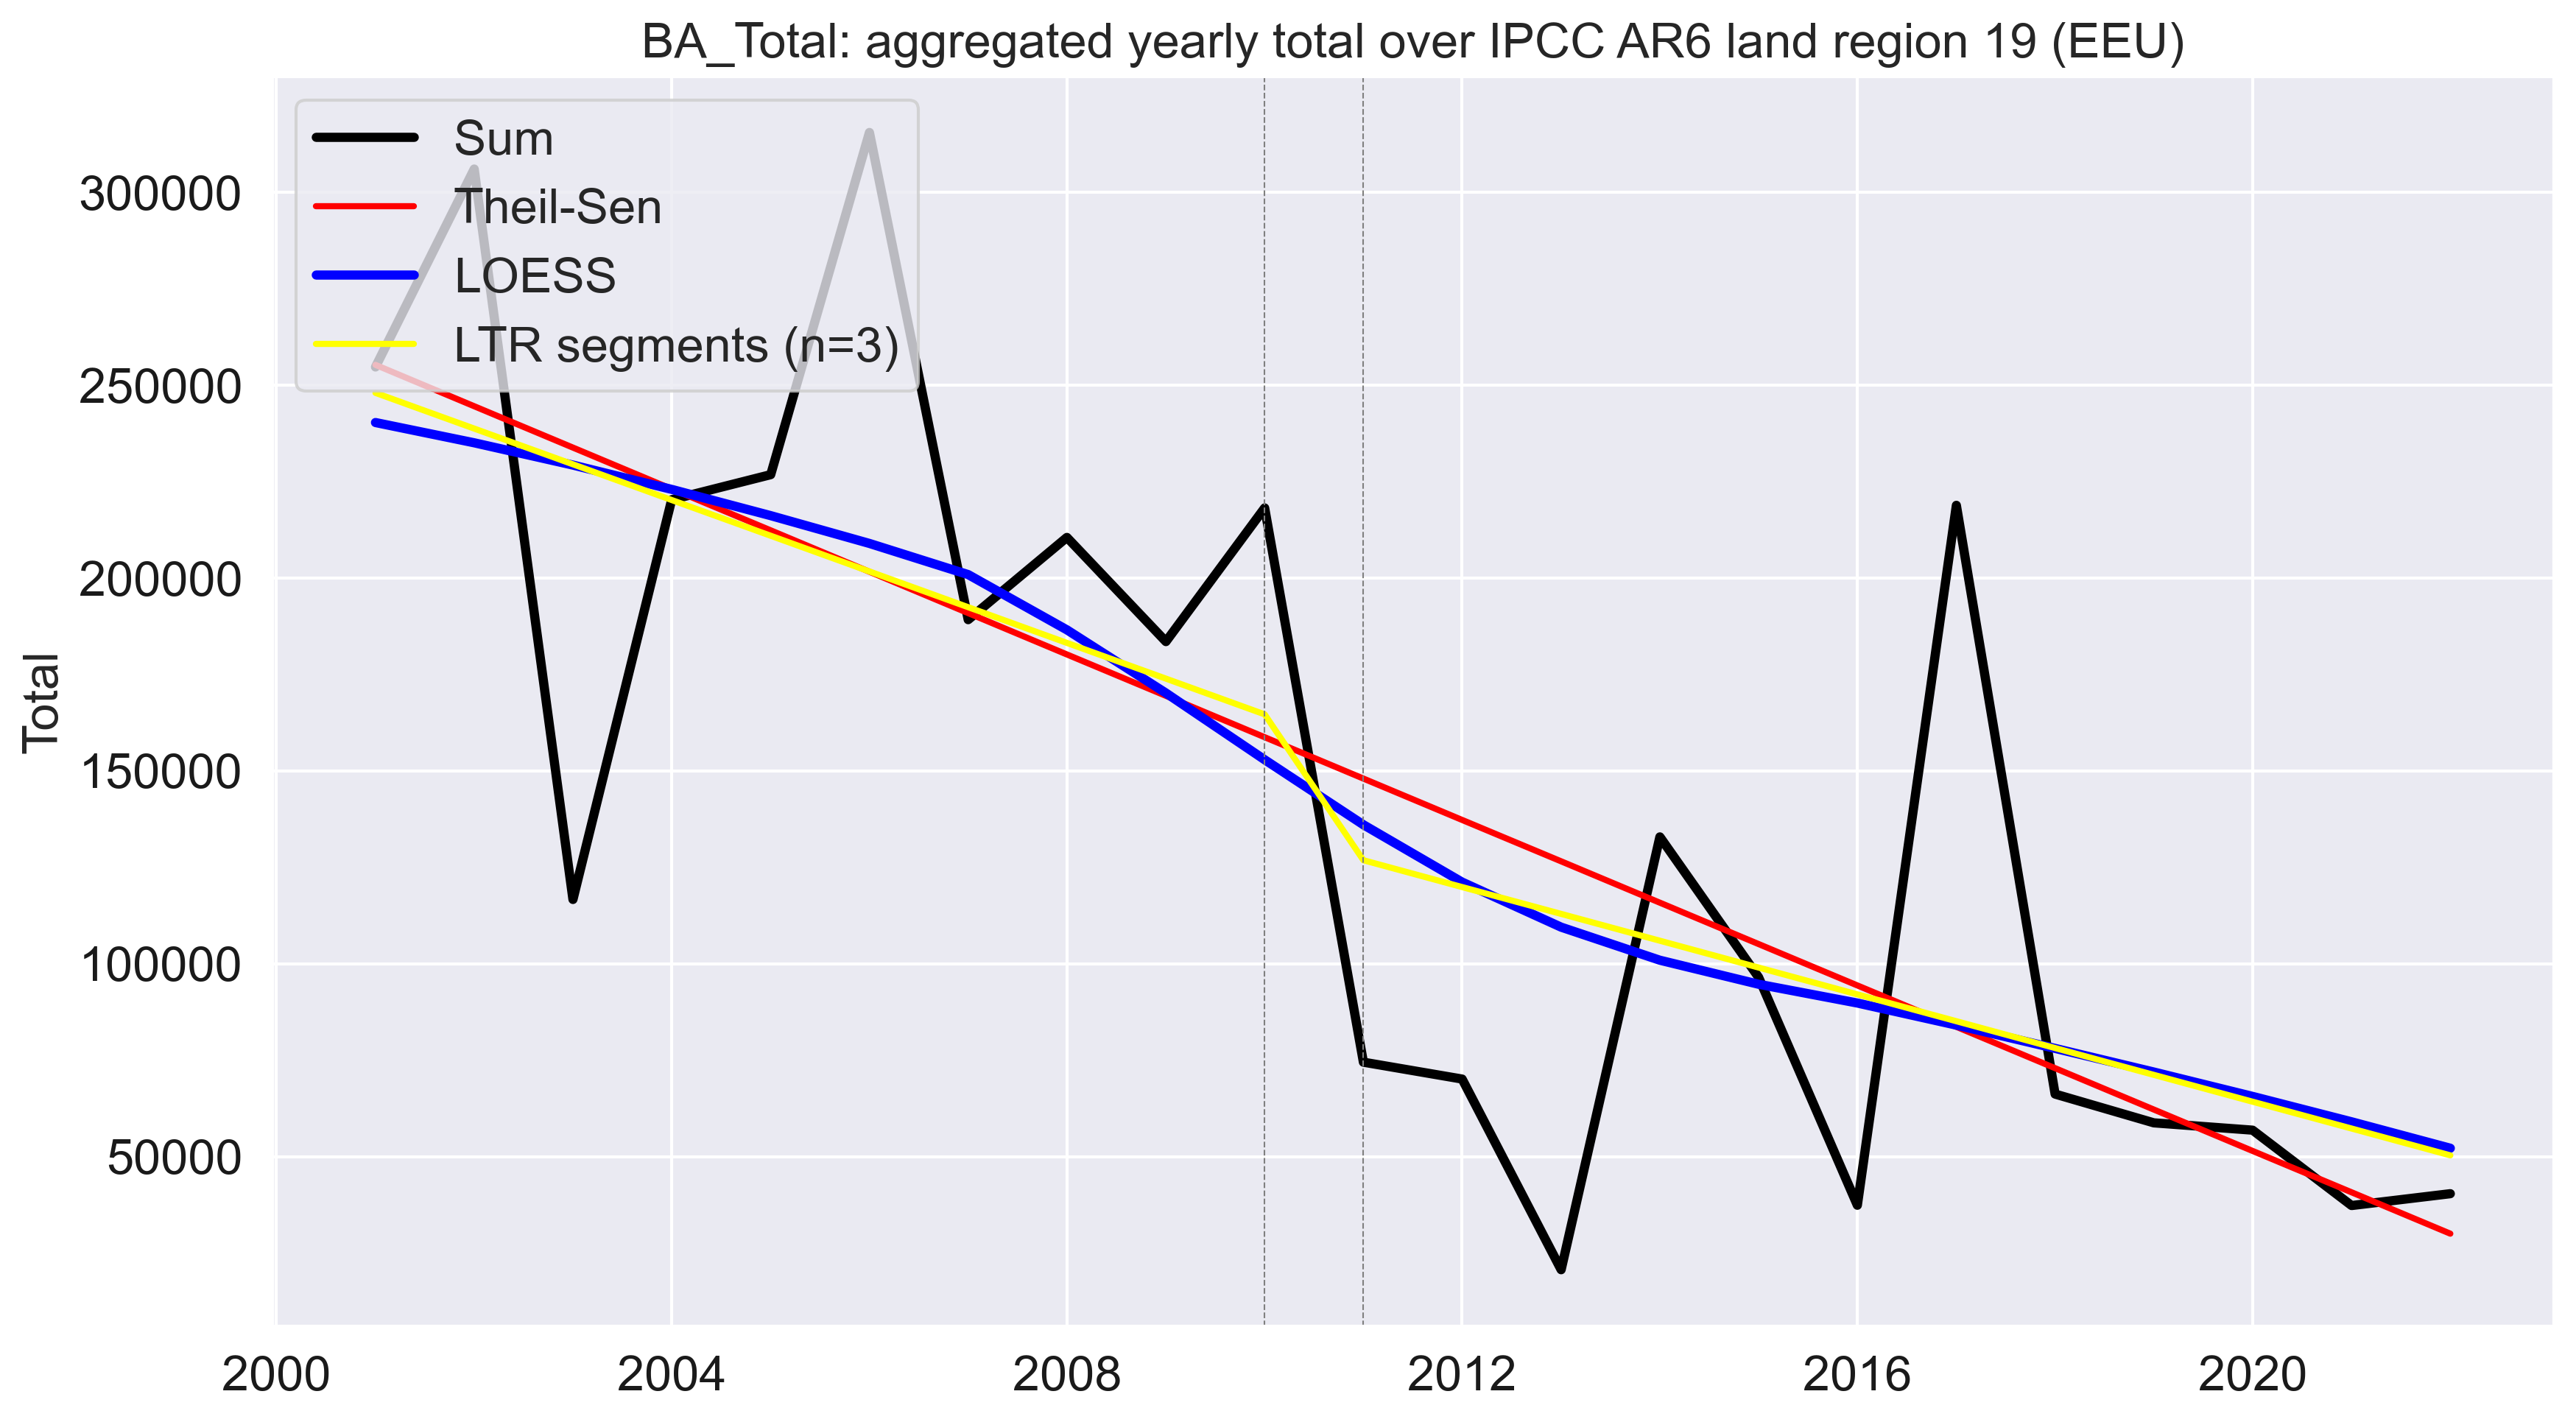 BA_Total: aggregated yearly total over IPCC AR6 land region 19 (EEU)
Sum
Theil-Sen
LOESS
LTR segments (n=3)
Total
300000
250000
200000
150000
100000
50000
2000
2004
2008
2012
2016
2020